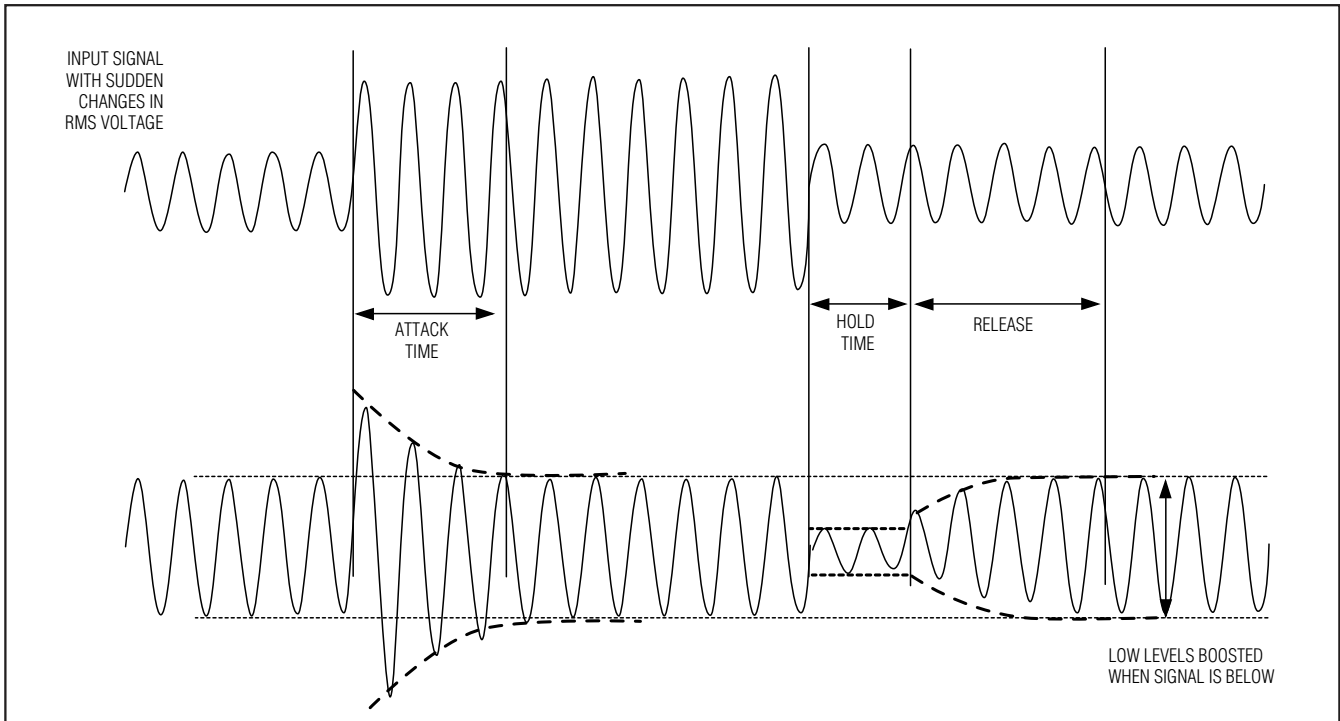 INPUT SIGNAL
WITH SUDDEN
CHANGES IN
RMS VOLTAGE
ATTACK
TIME
HOLD
TIME
RELEASE
LOW LEVELS BOOSTED
WHEN SIGNAL IS BELOW